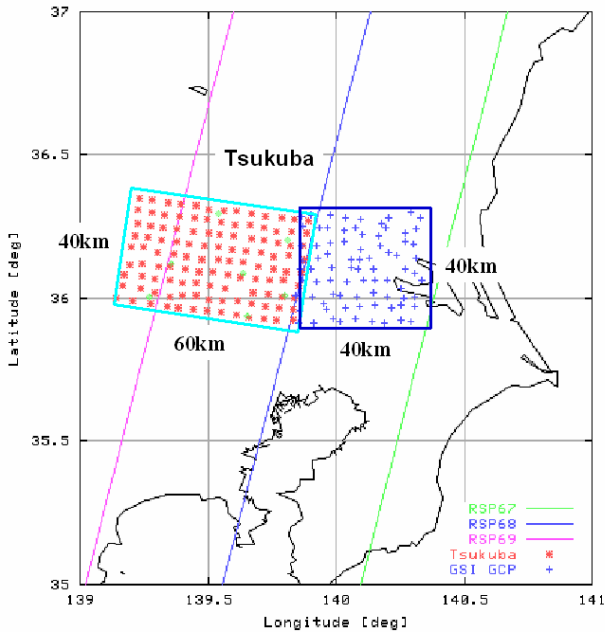 37
36.5
36
35.5
35
Latitude [deg]
Tsukuba
40km
40km
60km
40km
RSP67
RSP68
RSP69
Tsukuba
GSI GCP
139
139.5
140
140.5
141
Longitude [deg]